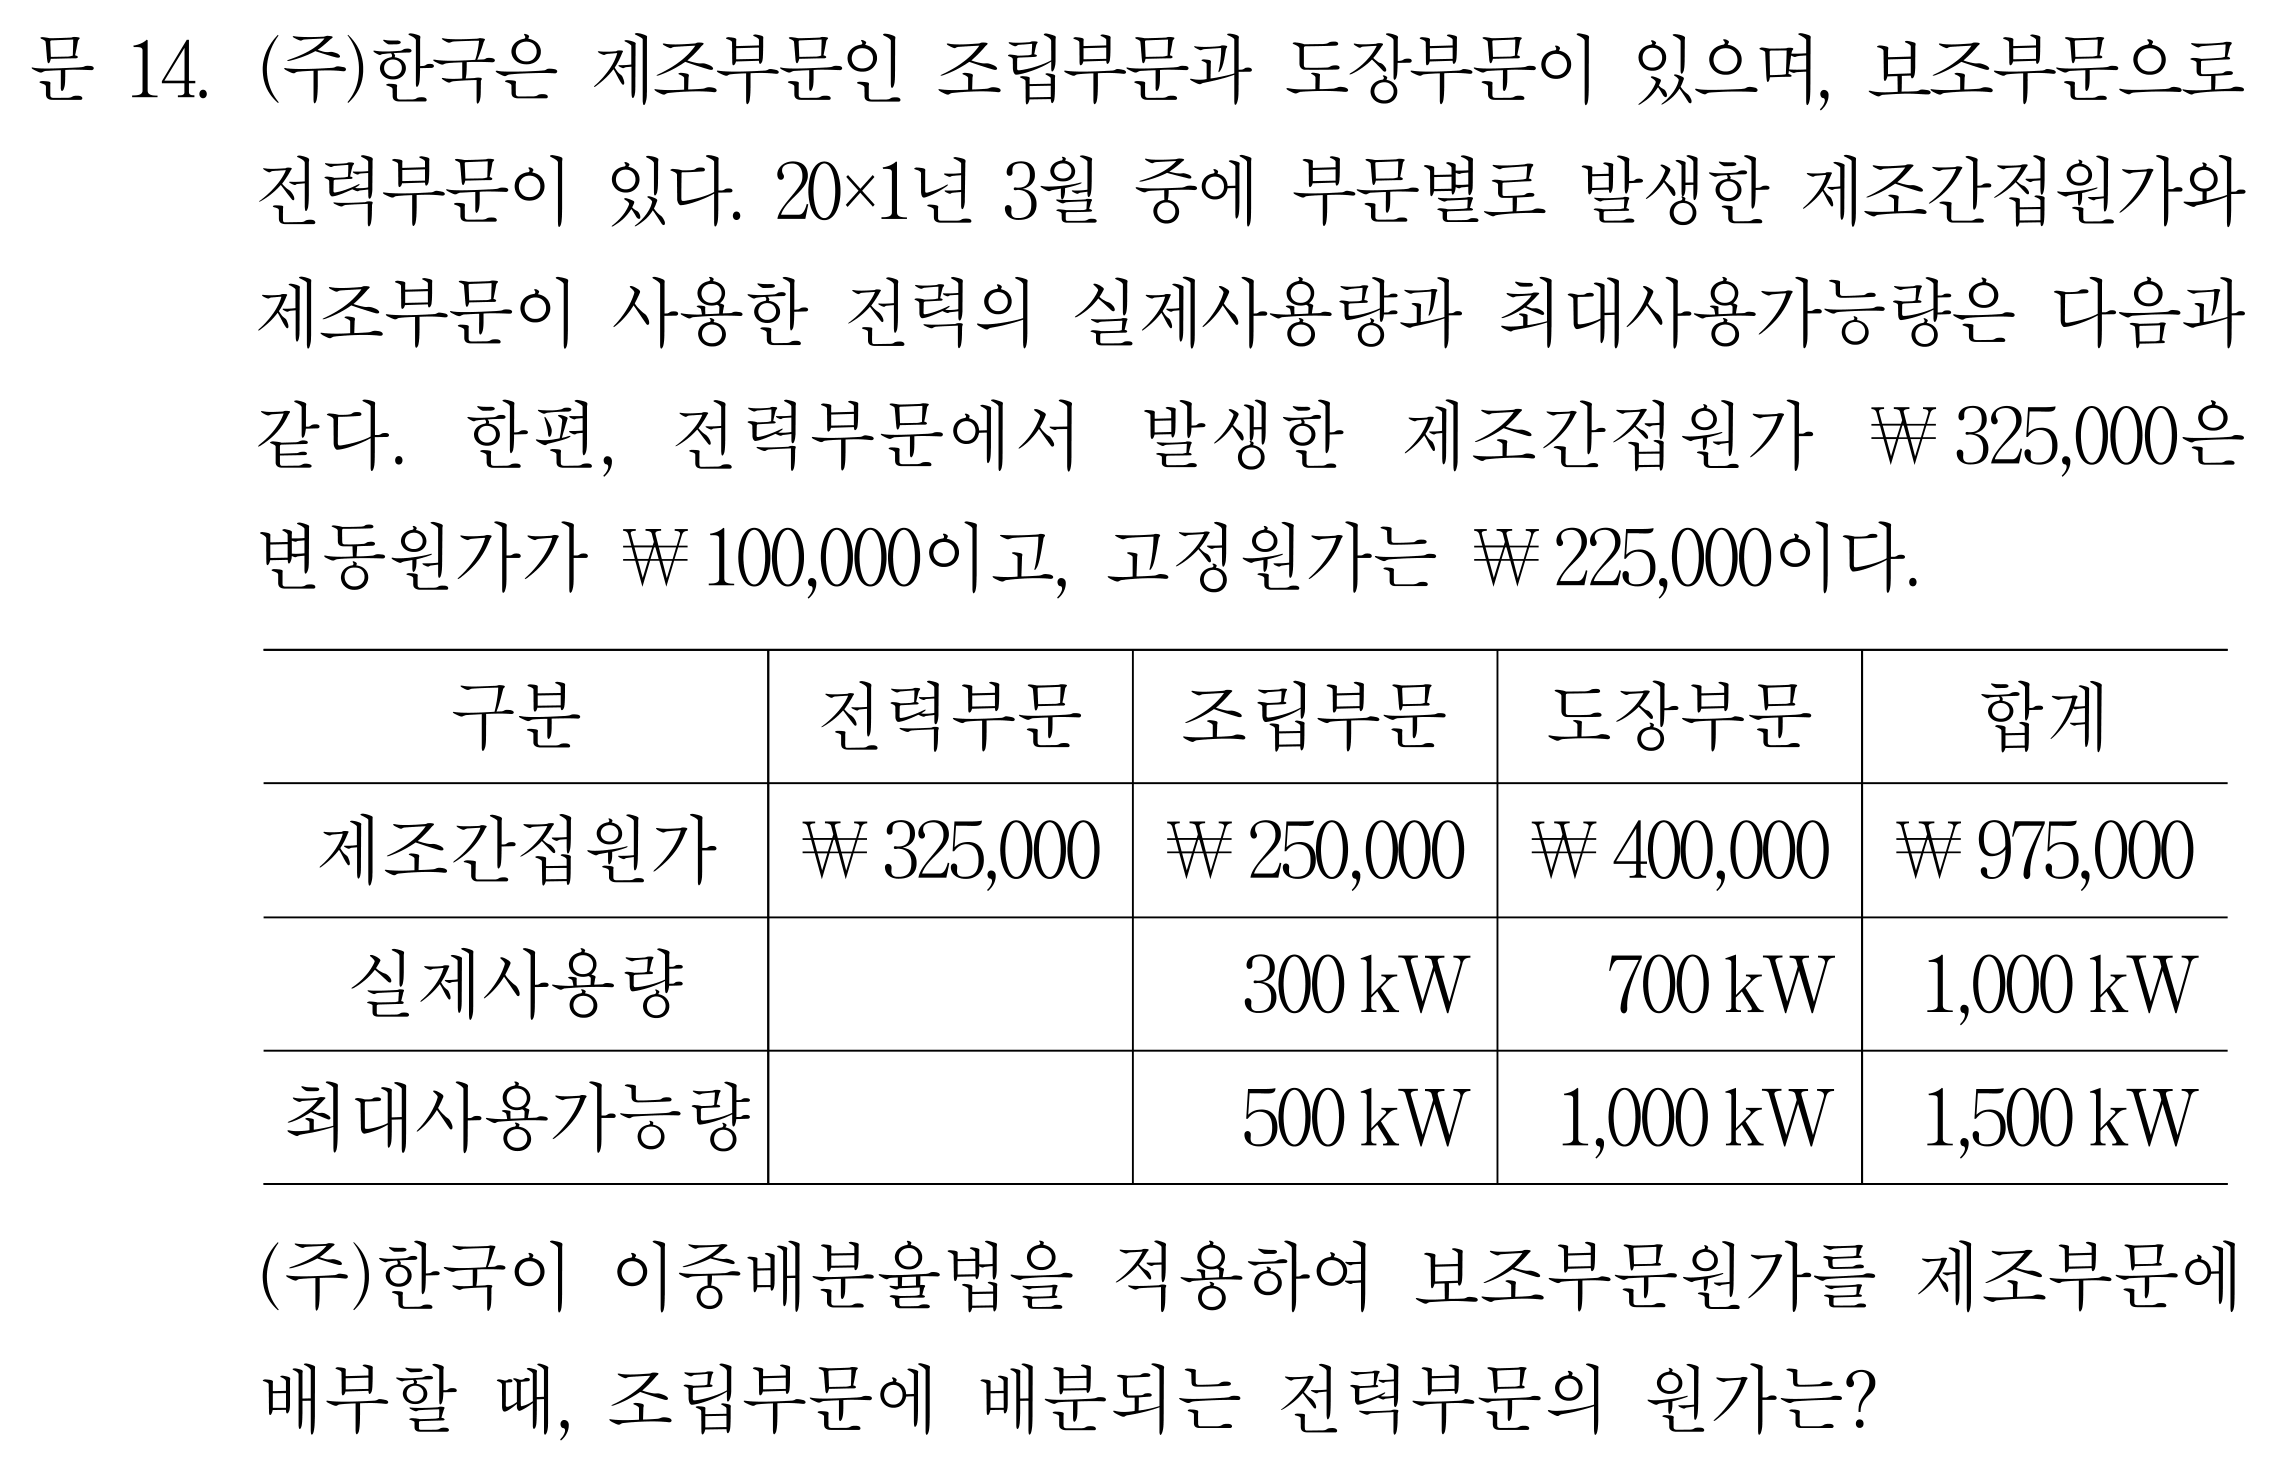 문 14. (주)한국은 제조부문인 조립부문과 도장부문이 있으며, 보조부문으로
전력부문이 있다. 20×1년 3월 중에 부문별로 발생한 제조간접원가와
제조부문이 사용한 전력의 실제사용량과 최대사용가능량은 다음과
같다. 한편, 전력부문에서 발생한 제조간접원가 ₩325,000은
변동원가가 ₩100,000이고, 고정원가는 ₩225,000이다.
구분 전력부문 조립부문 도장부문 합계
제조간접원가 ₩325,000 ₩250,000 ₩400,000 ₩975,000
실제사용량 300 kW 700 kW 1,000 kW
최대사용가능량 500 kW 1,000 kW 1,500 kW
(주)한국이 이중배분율법을 적용하여 보조부문원가를 제조부문에
배부할 때, 조립부문에 배분되는 전력부문의 원가는?